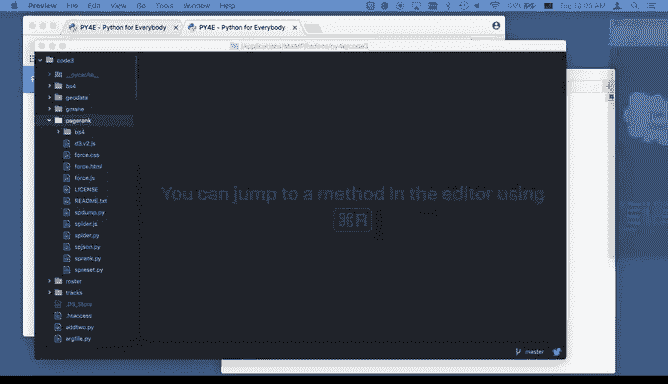 Preview File Edit View Go Tools Window Help
PY4E - Python for Everybody
PY4E - Python for Everybody
code3
__pycache__
bs4
geodata
gmane
pagerank
bs4
d3.v2.js
force.css
force.html
force.js
LICENSE
README.txt
spdump.py
spider.js
spider.py
spjson.py
sprank.py
spreset.py
roster
tracks
.DS_Store
.htaccess
addtwo.py
argfile.py
You can jump to a method in the editor using
⌘R
master